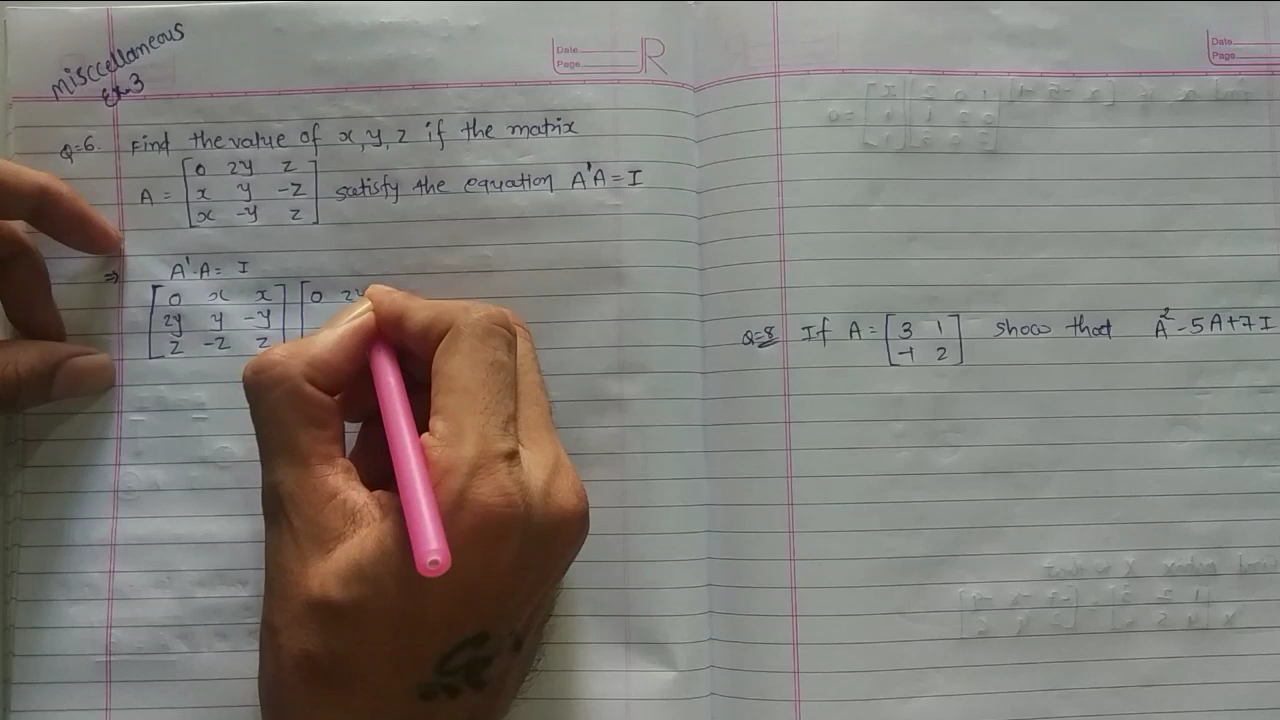 misccellameous
Ex.3
Date
Page
R
Q=6. Find the value of x, y, z if the matrix
A = [0 2y z
x y -z
x -y z] satisfy the equation A'A = I
⇒ A'·A = I
[0 x x
2y y -y
z -z z] [0 2y
Date
Page
Q=8 If A = [3 1
-1 2] show that A²-5A+7I